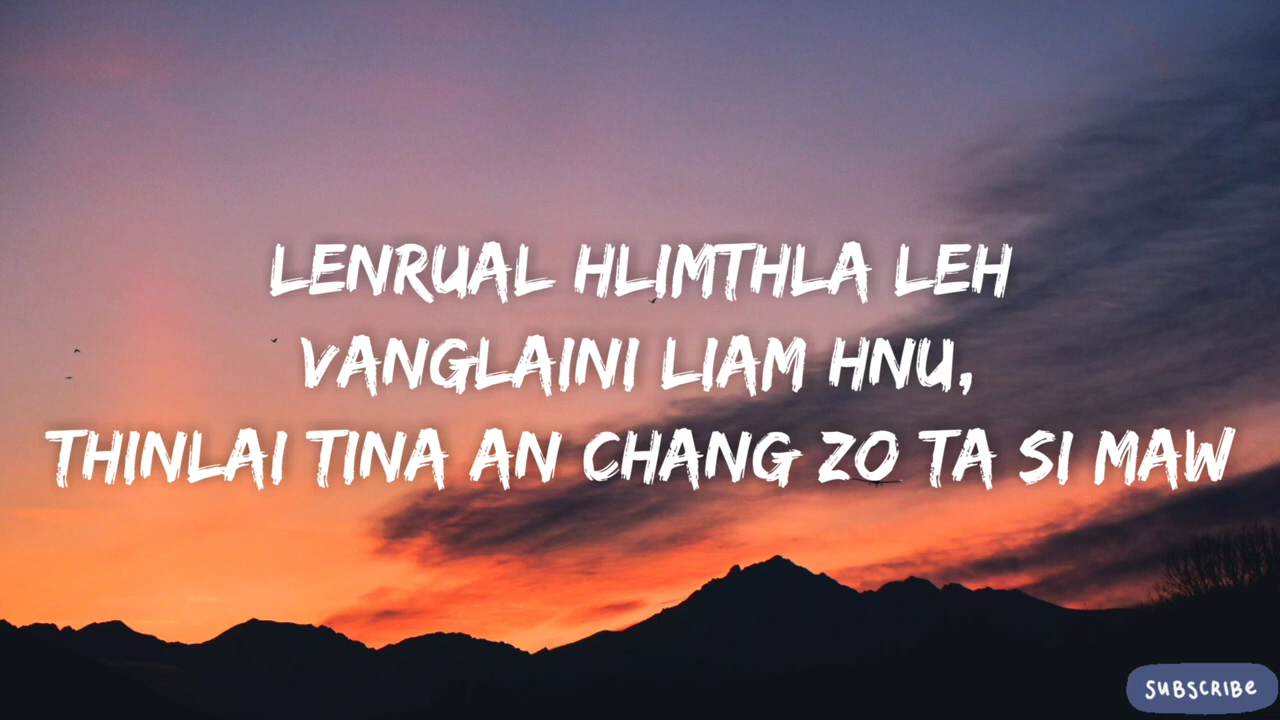 LENRUAL HLIMTHLA LEH
VANGLAINI LIAM HNU,
THINLAI TINA AN CHANG ZO TA SI MAW
SUBSCRIBE